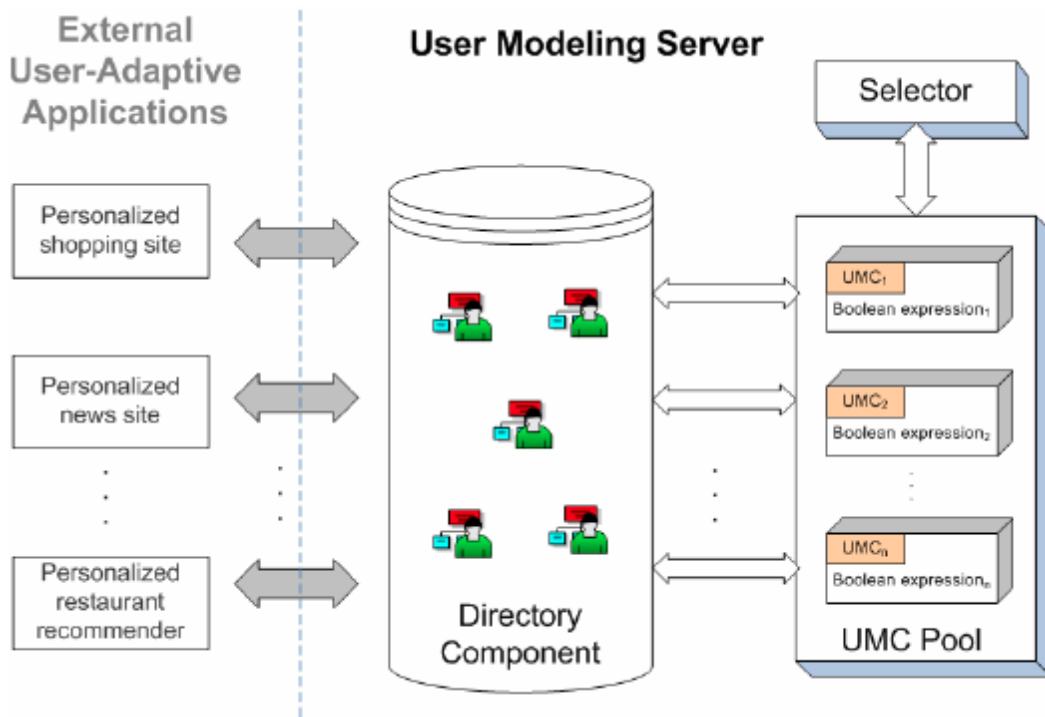 External
User-Adaptive
Applications
User Modeling Server
Selector
Personalized
shopping site
Personalized
news site
Personalized
restaurant
recommender
Directory
Component
UMC₁
Boolean expression₁
UMC₂
Boolean expression₂
UMCₙ
Boolean expressionₙ
UMC Pool